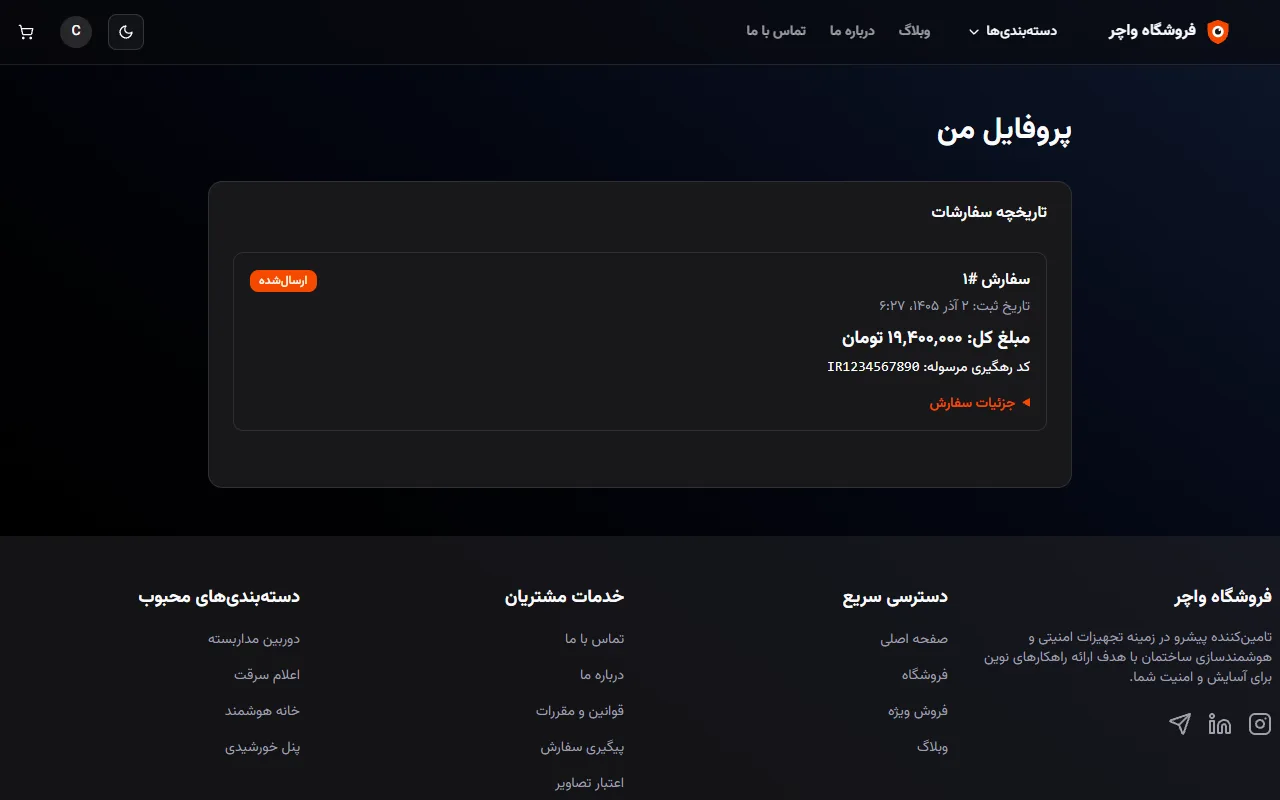 فروشگاه واچر
دسته‌بندی‌ها
وبلاگ
درباره ما
تماس با ما
C
پروفایل من
تاریخچه سفارشات
سفارش #۱
ارسال‌شده
تاریخ ثبت: ۲ آذر ۱۴۰۵، ۶:۲۷
مبلغ کل: ۱۹,۴۰۰,۰۰۰ تومان
کد رهگیری مرسوله: IR1234567890
جزئیات سفارش
فروشگاه واچر
تامین‌کننده پیشرو در زمینه تجهیزات امنیتی و
هوشمندسازی ساختمان با هدف ارائه راهکارهای نوین
برای آسایش و امنیت شما.
دسترسی سریع
صفحه اصلی
فروشگاه
فروش ویژه
وبلاگ
خدمات مشتریان
تماس با ما
درباره ما
قوانین و مقررات
پیگیری سفارش
اعتبار تصاویر
دسته‌بندی‌های محبوب
دوربین مداربسته
اعلام سرقت
خانه هوشمند
پنل خورشیدی